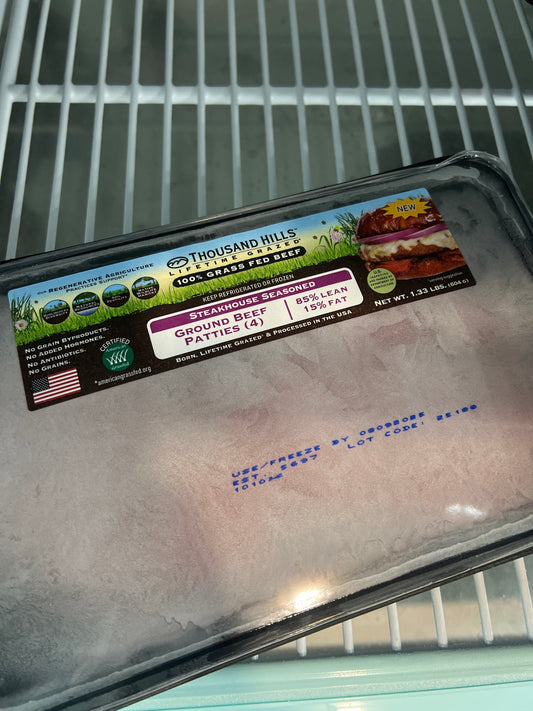 OUR REGENERATIVE AGRICULTURE
PRACTICES SUPPORT:
THOUSAND HILLS
LIFETIME GRAZED®
100% GRASS FED BEEF
NEW
KEEP REFRIGERATED OR FROZEN
STEAKHOUSE SEASONED
GROUND BEEF
PATTIES (4)
85% LEAN
15% FAT
NET WT. 1.33 LBS. (604 g)
BORN, LIFETIME GRAZED® & PROCESSED IN THE USA
NO GRAIN BYPRODUCTS.
NO ADDED HORMONES.
NO ANTIBIOTICS.
NO GRAINS.
CERTIFIED
*americangrassfed.org
USE/FREEZE BY
EST. 5697 LOT CODE: 2E100